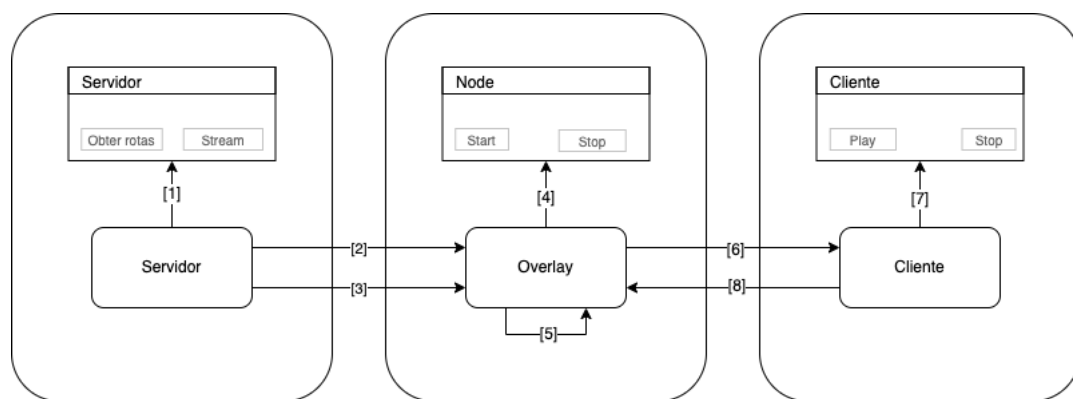 Servidor
Obter rotas
Stream
[1]
Servidor
[2]
[3]
Node
Start
Stop
[4]
Overlay
[5]
[6]
[8]
Cliente
Play
Stop
[7]
Cliente